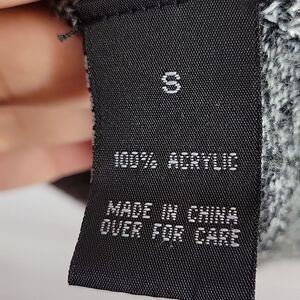 S
100% ACRYLIC
MADE IN CHINA
OVER FOR CARE